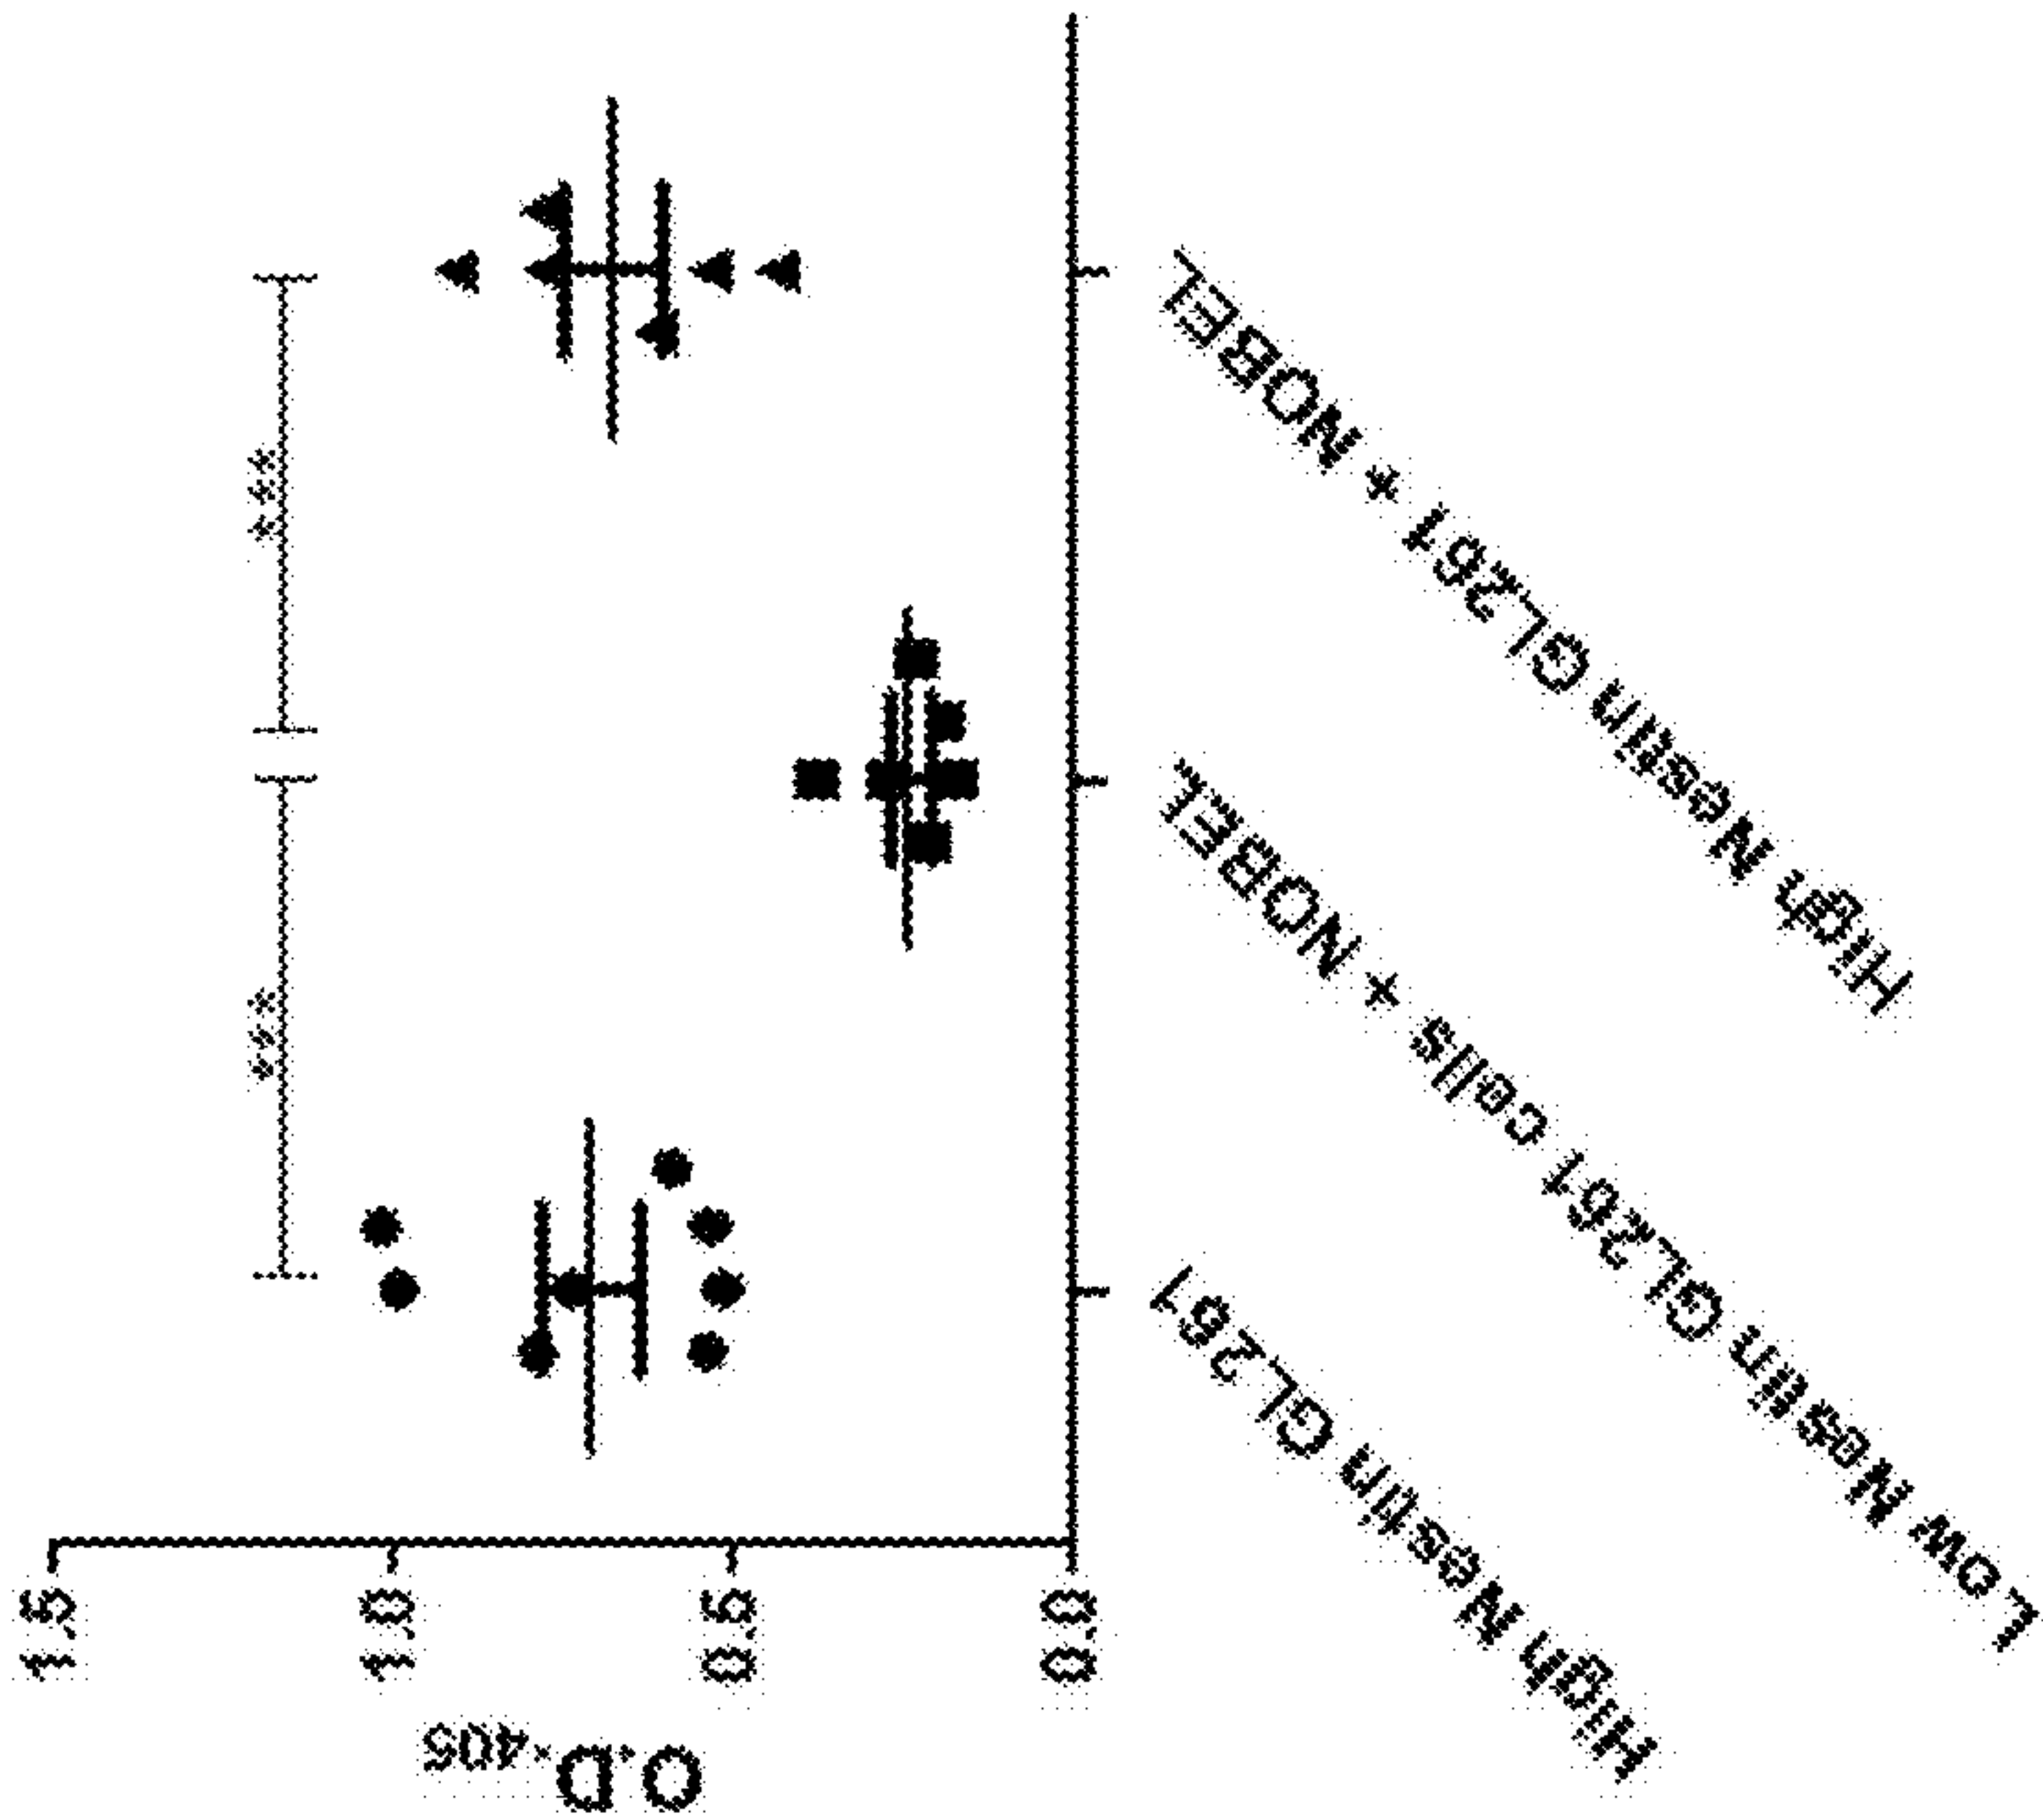 O.D.405
1,5
1,0
0,5
0,0
***
***
High Nestin GL261
Low Nestin GL261 cells * NOBEL
High Nestin GL261 * NOBEL